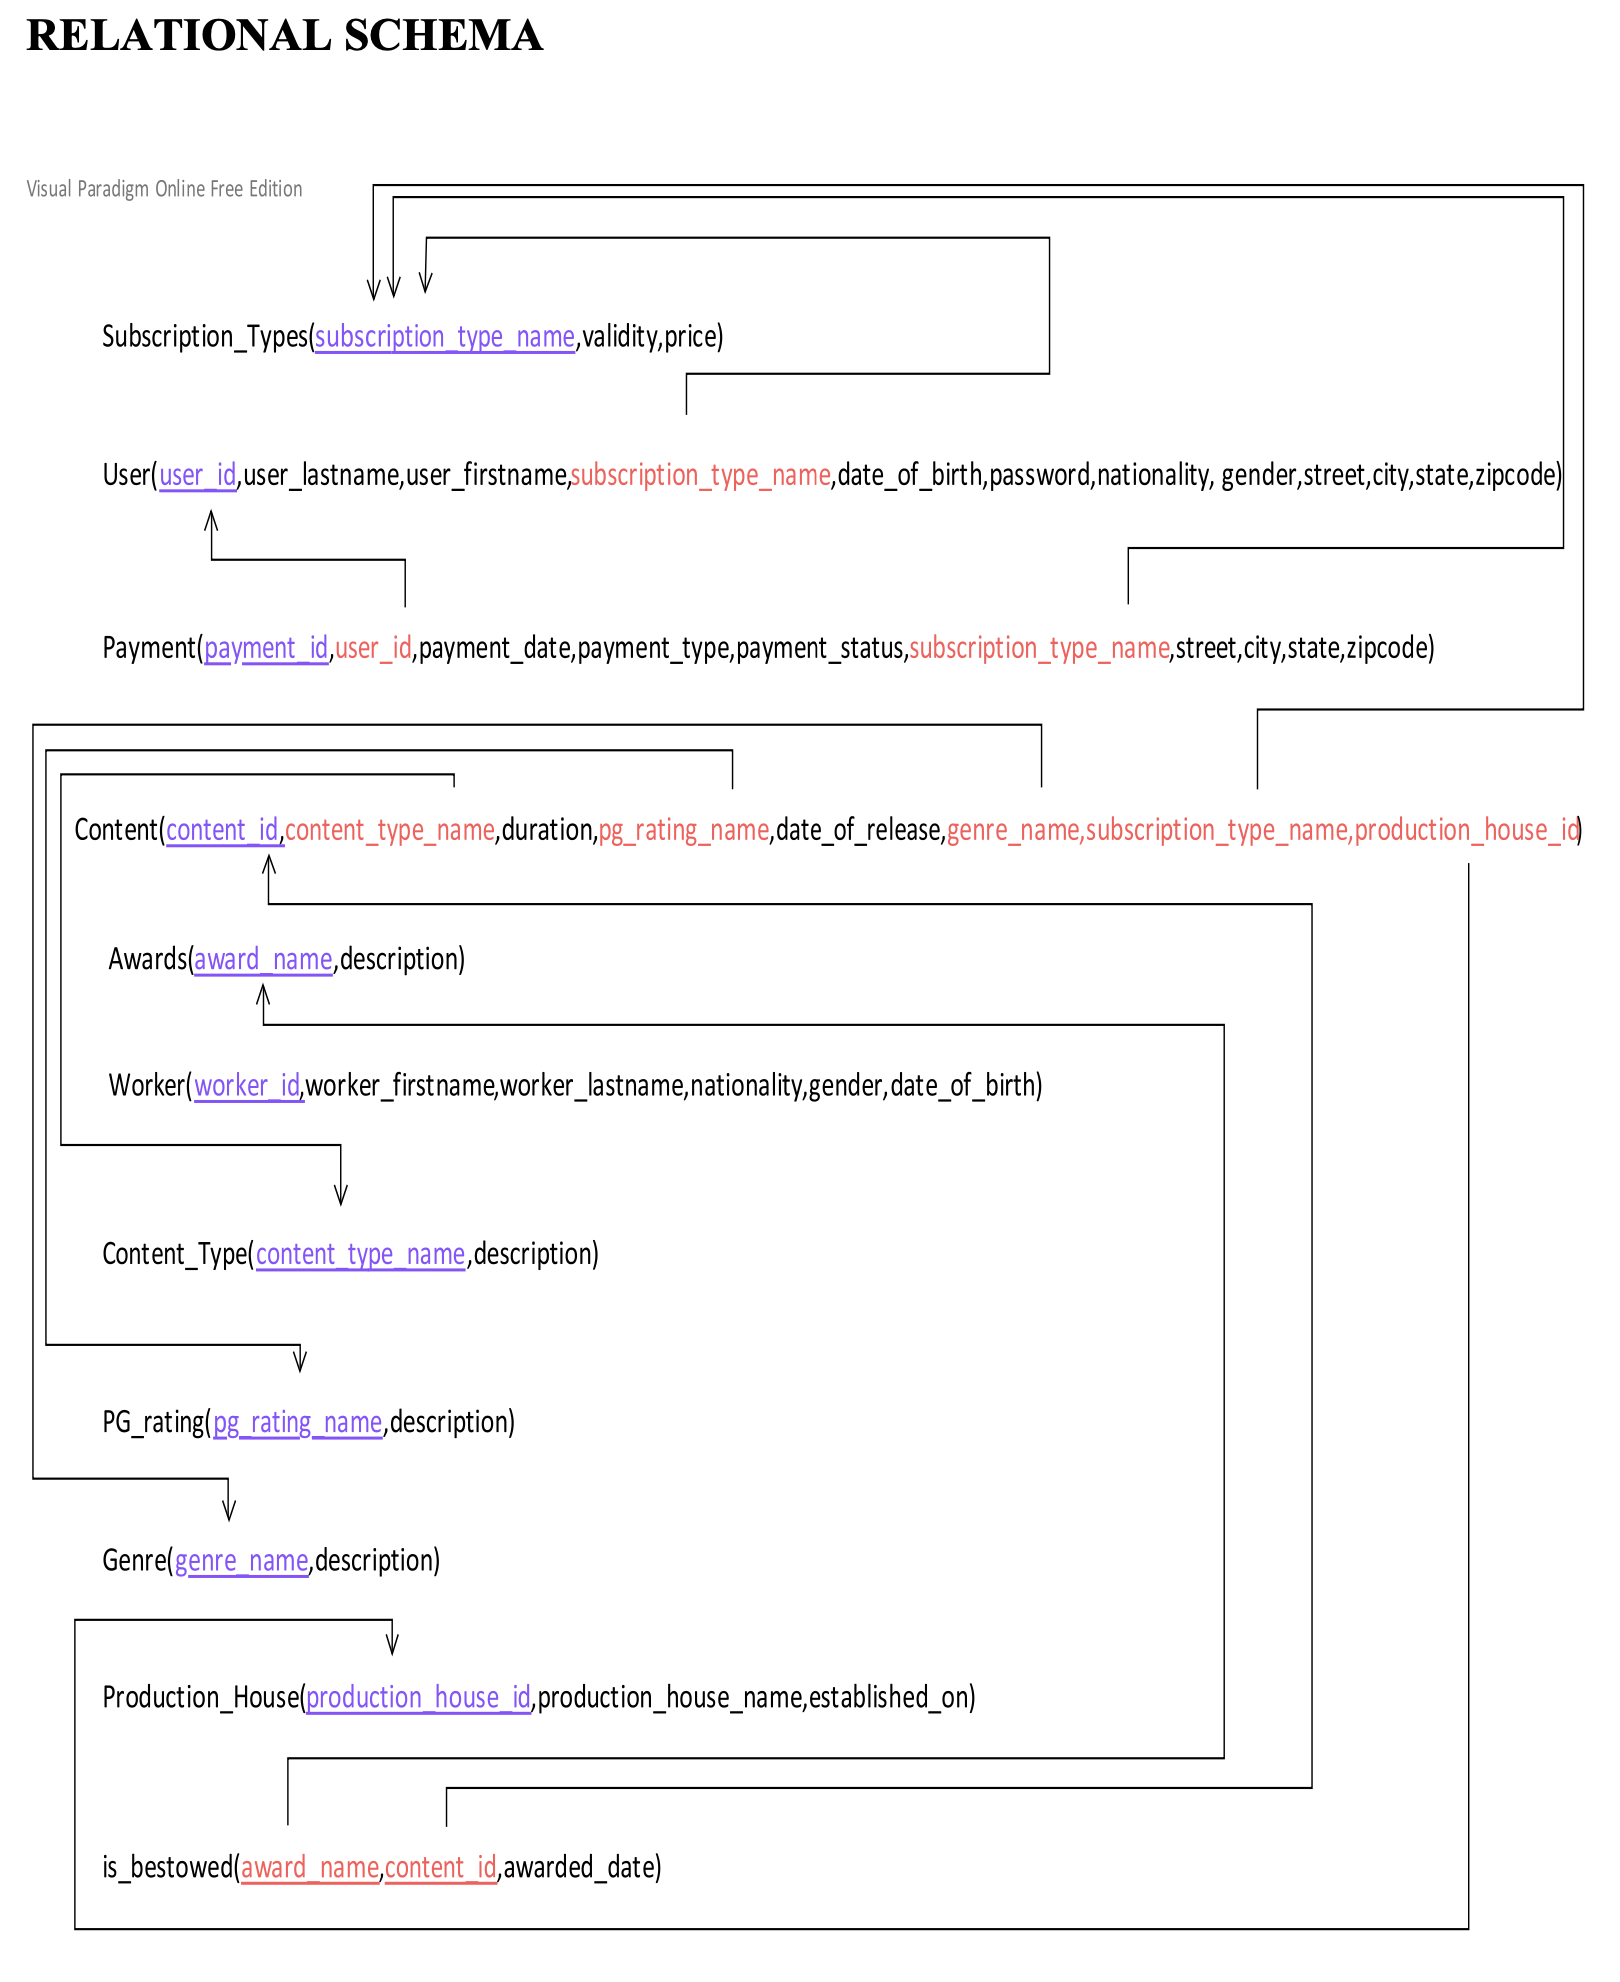 RELATIONAL SCHEMA
Visual Paradigm Online Free Edition
Subscription_Types(subscription_type_name,validity,price)
User(user_id,user_lastname,user_firstname,subscription_type_name,date_of_birth,password,nationality, gender,street,city,state,zipcode)
Payment(payment_id,user_id,payment_date,payment_type,payment_status,subscription_type_name,street,city,state,zipcode)
Content(content_id,content_type_name,duration,pg_rating_name,date_of_release,genre_name,subscription_type_name,production_house_id)
Awards(award_name,description)
Worker(worker_id,worker_firstname,worker_lastname,nationality,gender,date_of_birth)
Content_Type(content_type_name,description)
PG_rating(pg_rating_name,description)
Genre(genre_name,description)
Production_House(production_house_id,production_house_name,established_on)
is_bestowed(award_name,content_id,awarded_date)